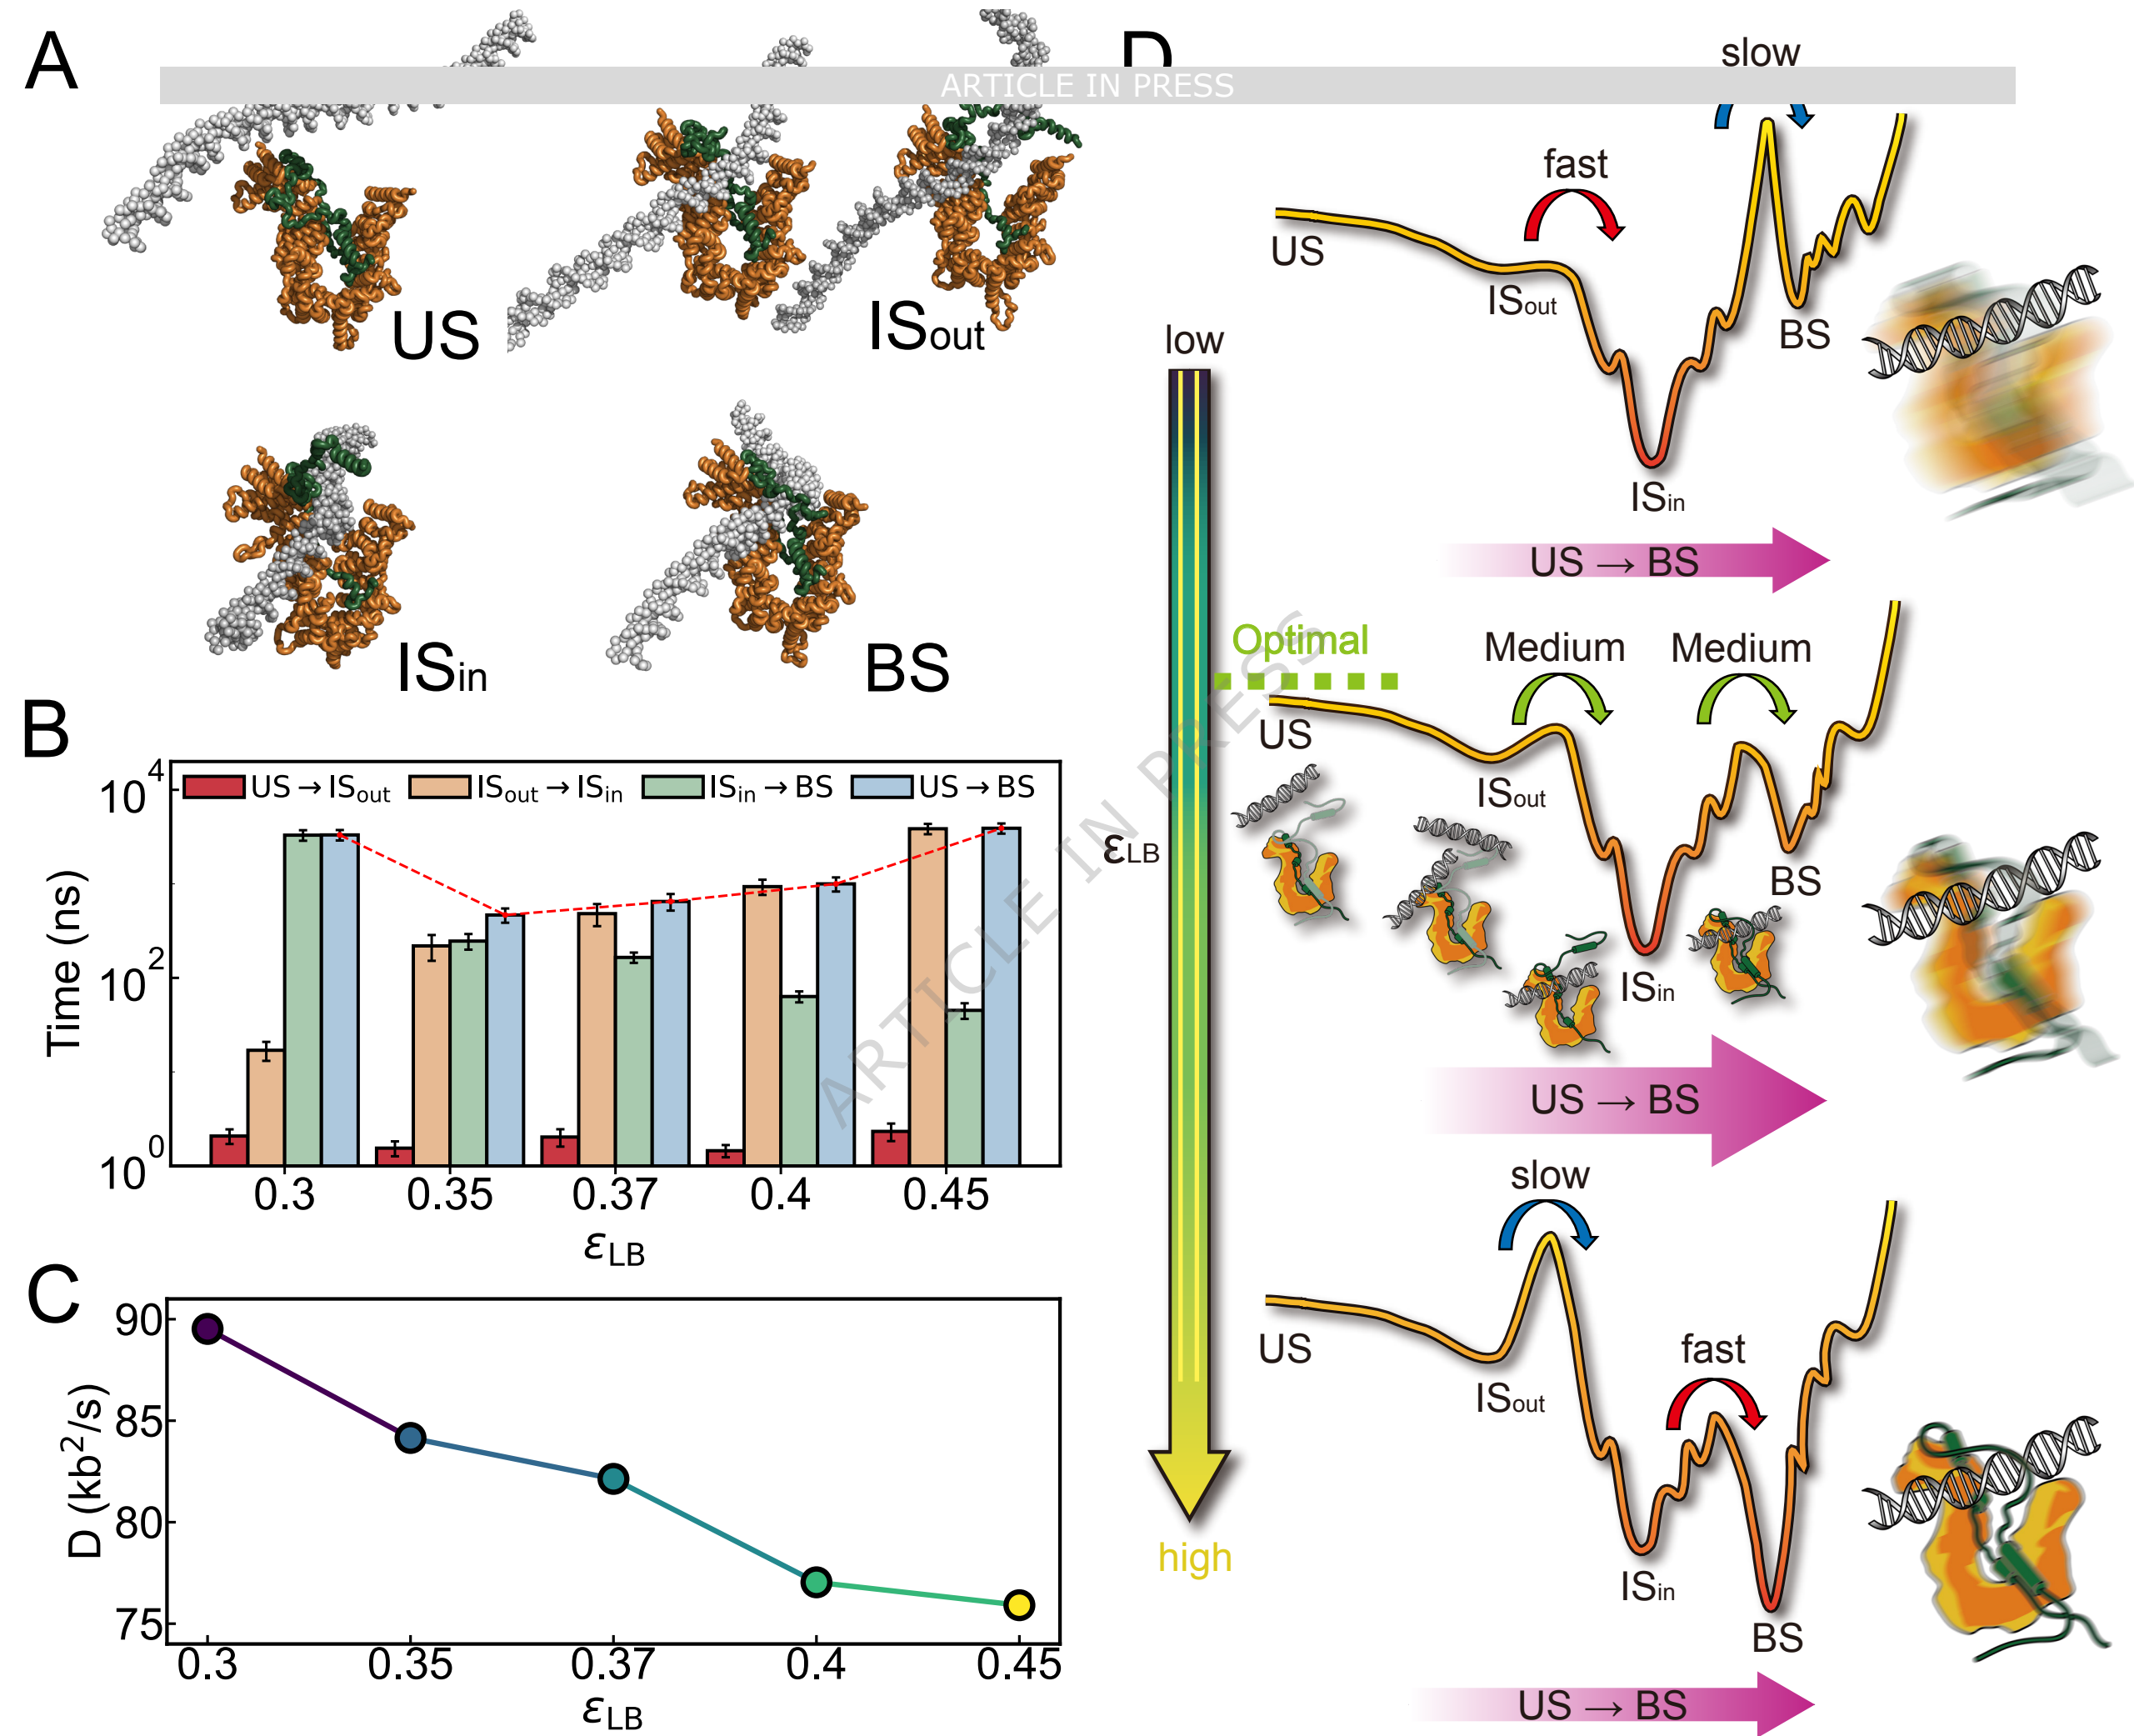 A
ARTICLE IN PRESS
US
ISout
ISin
BS
B
10^4
10^2
10^0
Time (ns)
US → ISout
ISout → ISin
ISin → BS
US → BS
0.3
0.35
0.37
0.4
0.45
εLB
C
90
85
80
75
D (kb²/s)
0.3
0.35
0.37
0.4
0.45
εLB
D
low
εLB
high
slow
fast
US
ISout
ISin
BS
US → BS
Optimal
Medium
Medium
US
ISout
ISin
BS
US → BS
slow
fast
US
ISout
ISin
BS
US → BS
ARTICLE IN PRESS